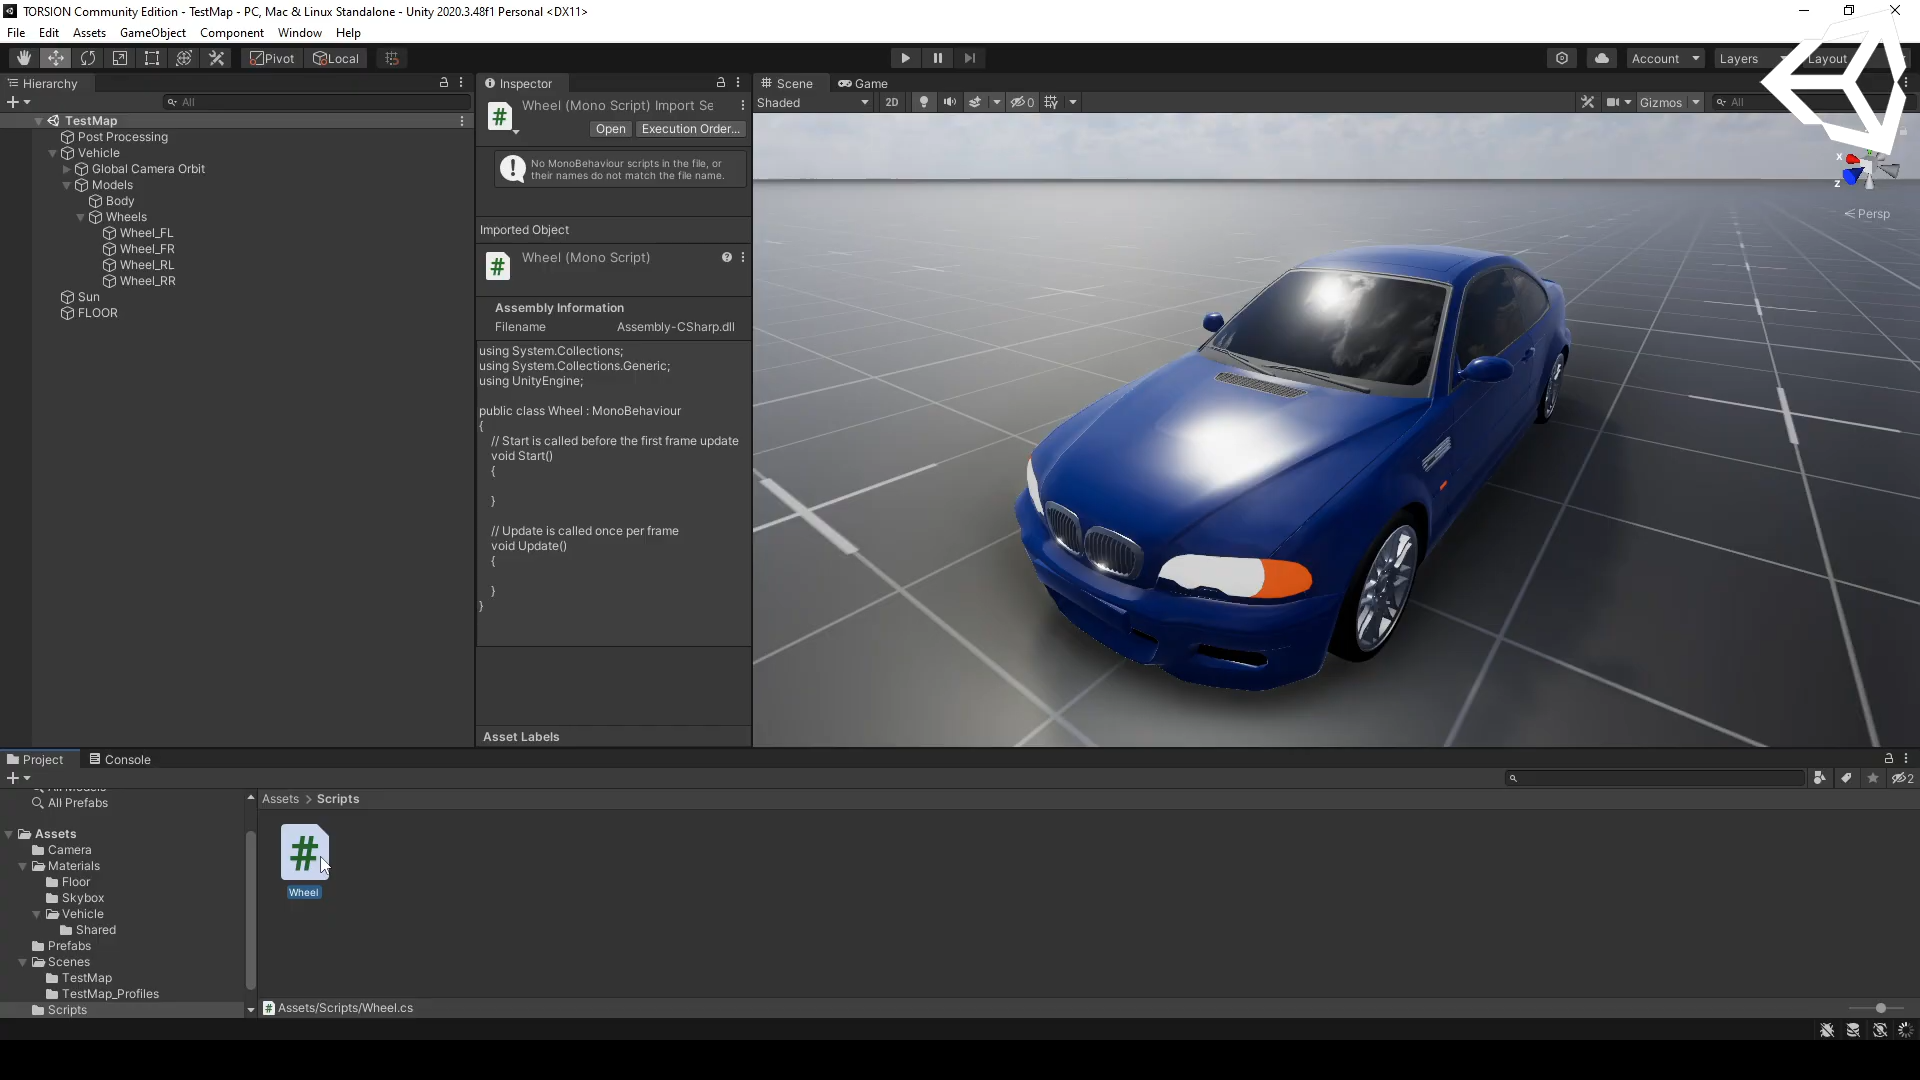 TORSION Community Edition - TestMap - PC, Mac & Linux Standalone - Unity 2020.3.48f1 Personal <DX11>
File Edit Assets GameObject Component Window Help
Pivot Local Account Layers Layout
Hierarchy
All
TestMap
Post Processing
Vehicle
Global Camera Orbit
Models
Body
Wheels
Wheel_FL
Wheel_FR
Wheel_RL
Wheel_RR
Sun
FLOOR
Inspector
Wheel (Mono Script) Import Se
Open Execution Order...
No MonoBehaviour scripts in the file, or
their names do not match the file name.
Imported Object
Wheel (Mono Script)
Assembly Information
Filename Assembly-CSharp.dll
using System.Collections;
using System.Collections.Generic;
using UnityEngine;
public class Wheel : MonoBehaviour
{
// Start is called before the first frame update
void Start()
{
}
// Update is called once per frame
void Update()
{
}
}
Asset Labels
Scene Game
Shaded 2D 0 Gizmos All
x
z
< Persp
Project Console
2
All Prefabs
Assets
Camera
Materials
Floor
Skybox
Vehicle
Shared
Prefabs
Scenes
TestMap
TestMap_Profiles
Scripts
Assets > Scripts
#
Wheel
Assets/Scripts/Wheel.cs